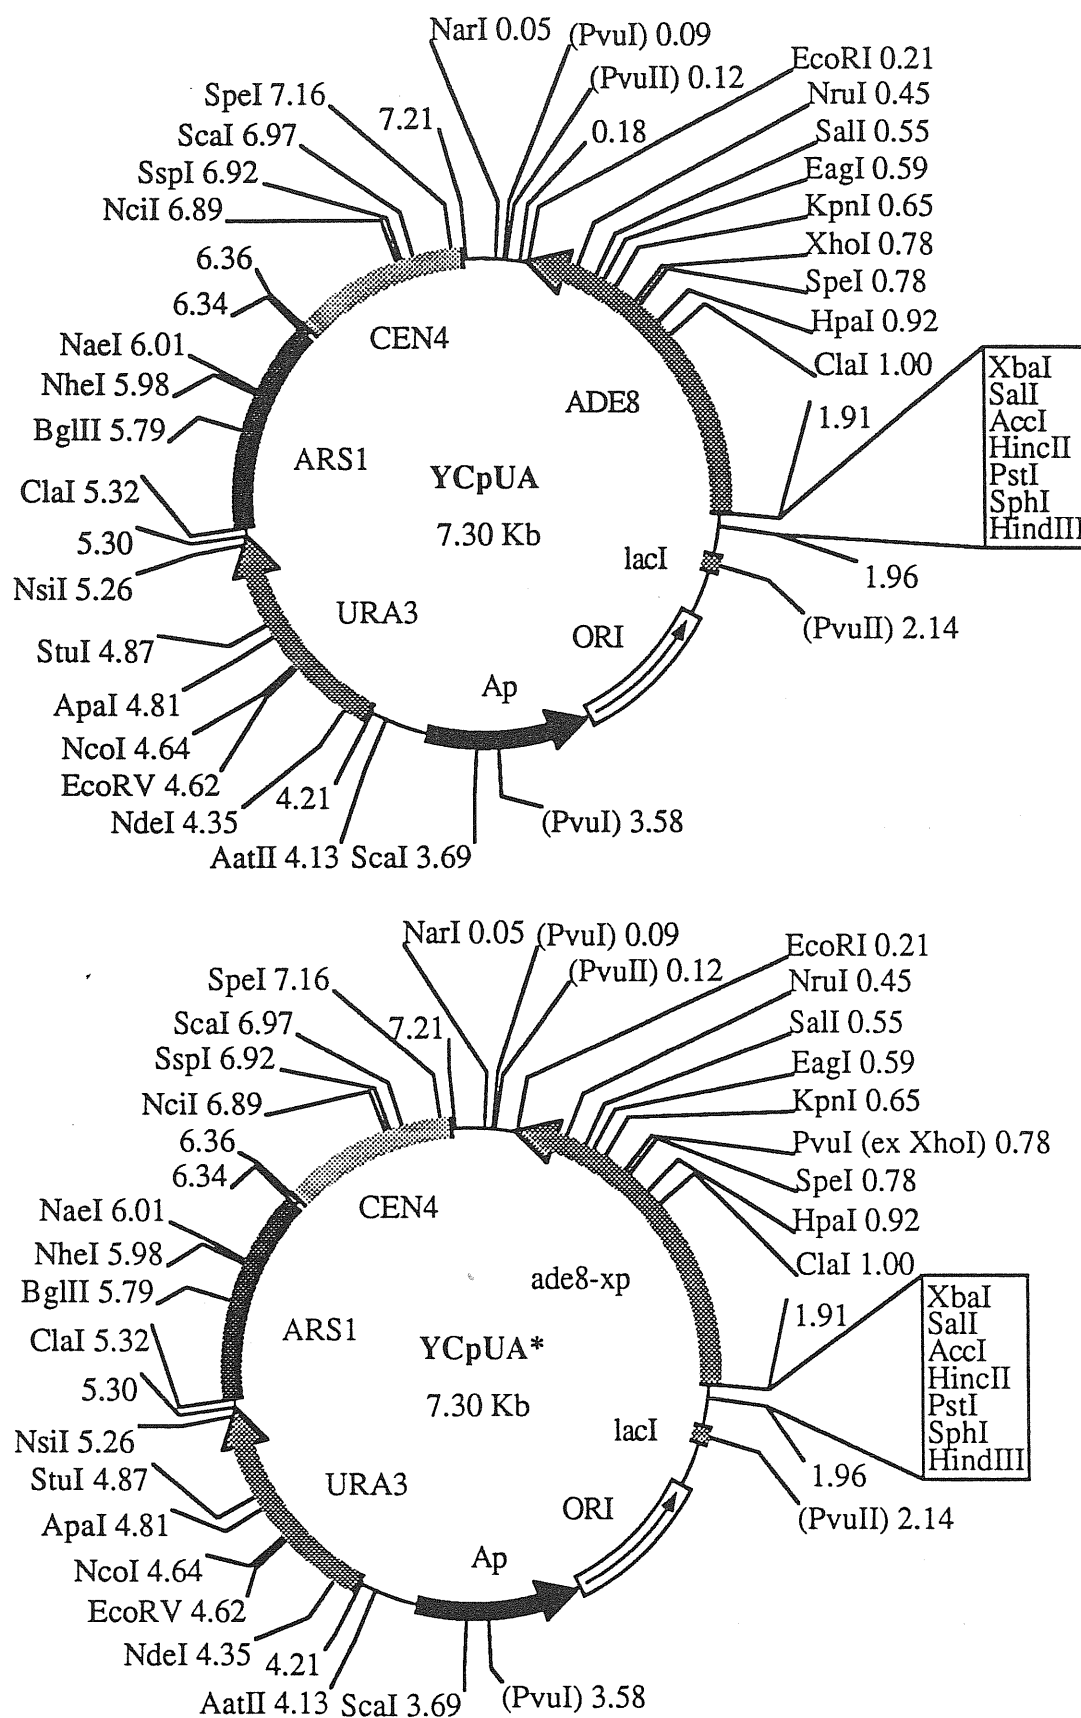 NarI 0.05
(PvuI) 0.09
(PvuII) 0.12
0.18
EcoRI 0.21
NruI 0.45
SalI 0.55
EagI 0.59
KpnI 0.65
XhoI 0.78
SpeI 0.78
HpaI 0.92
ClaI 1.00
1.91
XbaI
SalI
AccI
HincII
PstI
SphI
HindIII
1.96
(PvuII) 2.14
(PvuI) 3.58
ScaI 3.69
AatII 4.13
4.21
NdeI 4.35
EcoRV 4.62
NcoI 4.64
ApaI 4.81
StuI 4.87
NsiI 5.26
5.30
ClaI 5.32
BglII 5.79
NheI 5.98
NaeI 6.01
6.34
6.36
NciI 6.89
SspI 6.92
ScaI 6.97
SpeI 7.16
7.21
CEN4
ADE8
ARS1
YCpUA
7.30 Kb
lacI
URA3
ORI
Ap
NarI 0.05
(PvuI) 0.09
(PvuII) 0.12
EcoRI 0.21
NruI 0.45
SalI 0.55
EagI 0.59
KpnI 0.65
PvuI (ex XhoI) 0.78
SpeI 0.78
HpaI 0.92
ClaI 1.00
1.91
XbaI
SalI
AccI
HincII
PstI
SphI
HindIII
1.96
(PvuII) 2.14
(PvuI) 3.58
ScaI 3.69
AatII 4.13
4.21
NdeI 4.35
EcoRV 4.62
NcoI 4.64
ApaI 4.81
StuI 4.87
NsiI 5.26
5.30
ClaI 5.32
BglII 5.79
NheI 5.98
NaeI 6.01
6.34
6.36
NciI 6.89
SspI 6.92
ScaI 6.97
SpeI 7.16
7.21
CEN4
ade8-xp
ARS1
YCpUA*
7.30 Kb
lacI
URA3
ORI
Ap